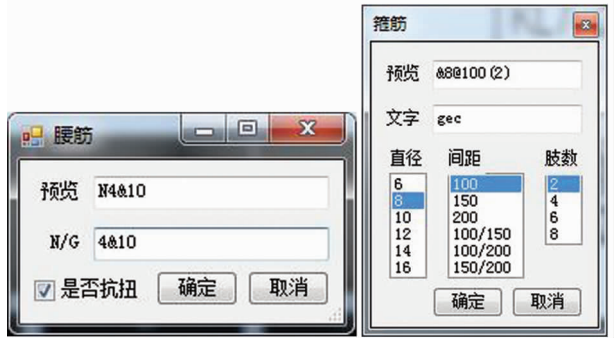 腰筋
预览 N4&10
N/G 4&10
是否抗扭 确定 取消
箍筋
预览 &8@100(2)
文字 gec
直径 间距 肢数
6 100 2
8 150 4
10 200 6
12 100/150 8
14 100/200
16 150/200
确定 取消